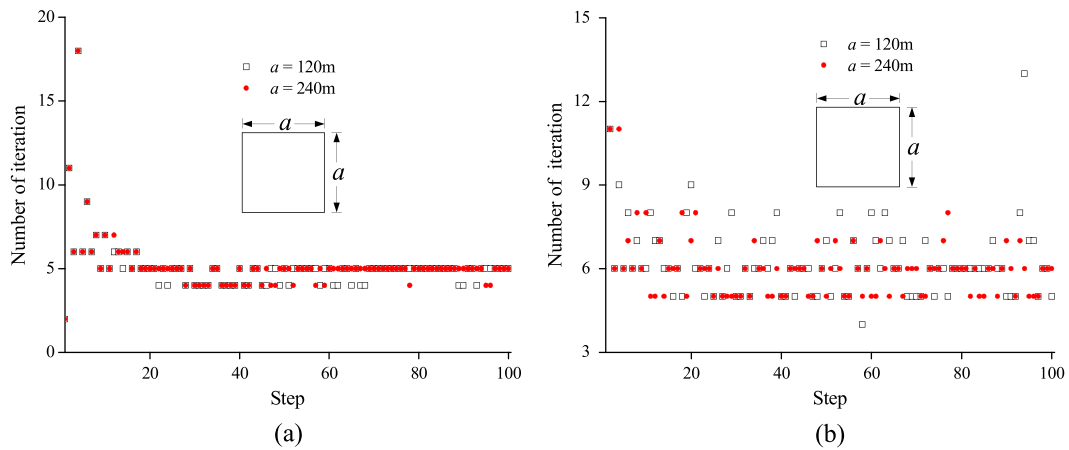 20
15
10
5
0
20
40
60
80
100
Number of iteration
Step
a = 120m
a = 240m
a
a
(a)
15
12
9
6
3
20
40
60
80
100
Number of iteration
Step
a = 120m
a = 240m
a
a
(b)